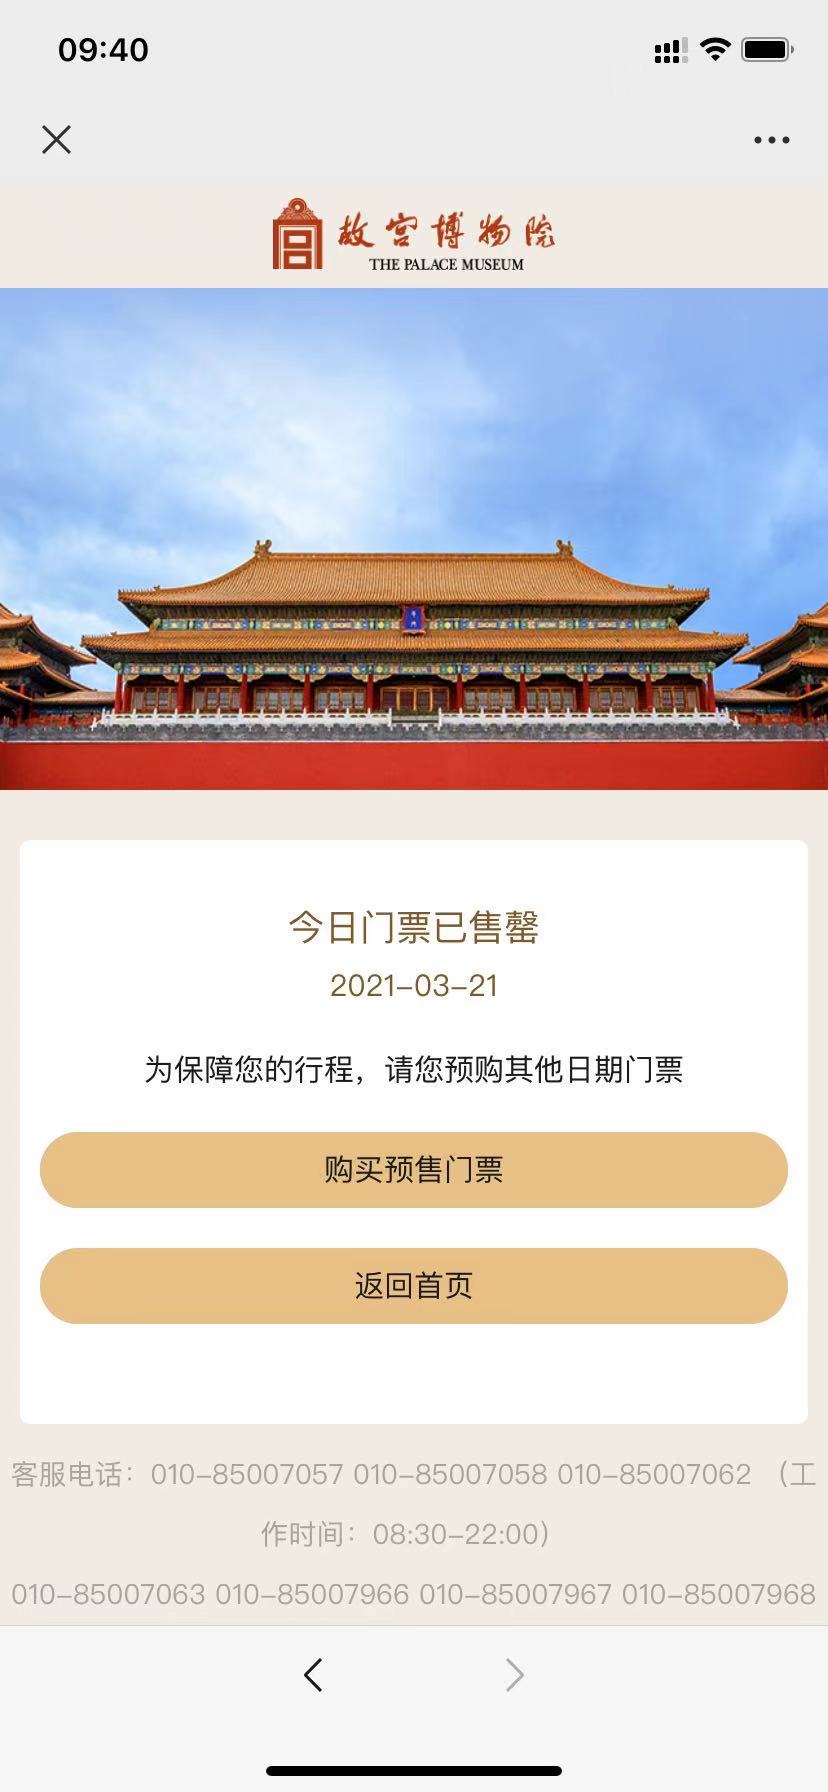 09:40
故宫博物院
THE PALACE MUSEUM
午门
今日门票已售罄
2021-03-21
为保障您的行程，请您预购其他日期门票
购买预售门票
返回首页
客服电话：010-85007057 010-85007058 010-85007062 （工
作时间：08:30-22:00）
010-85007063 010-85007966 010-85007967 010-85007968